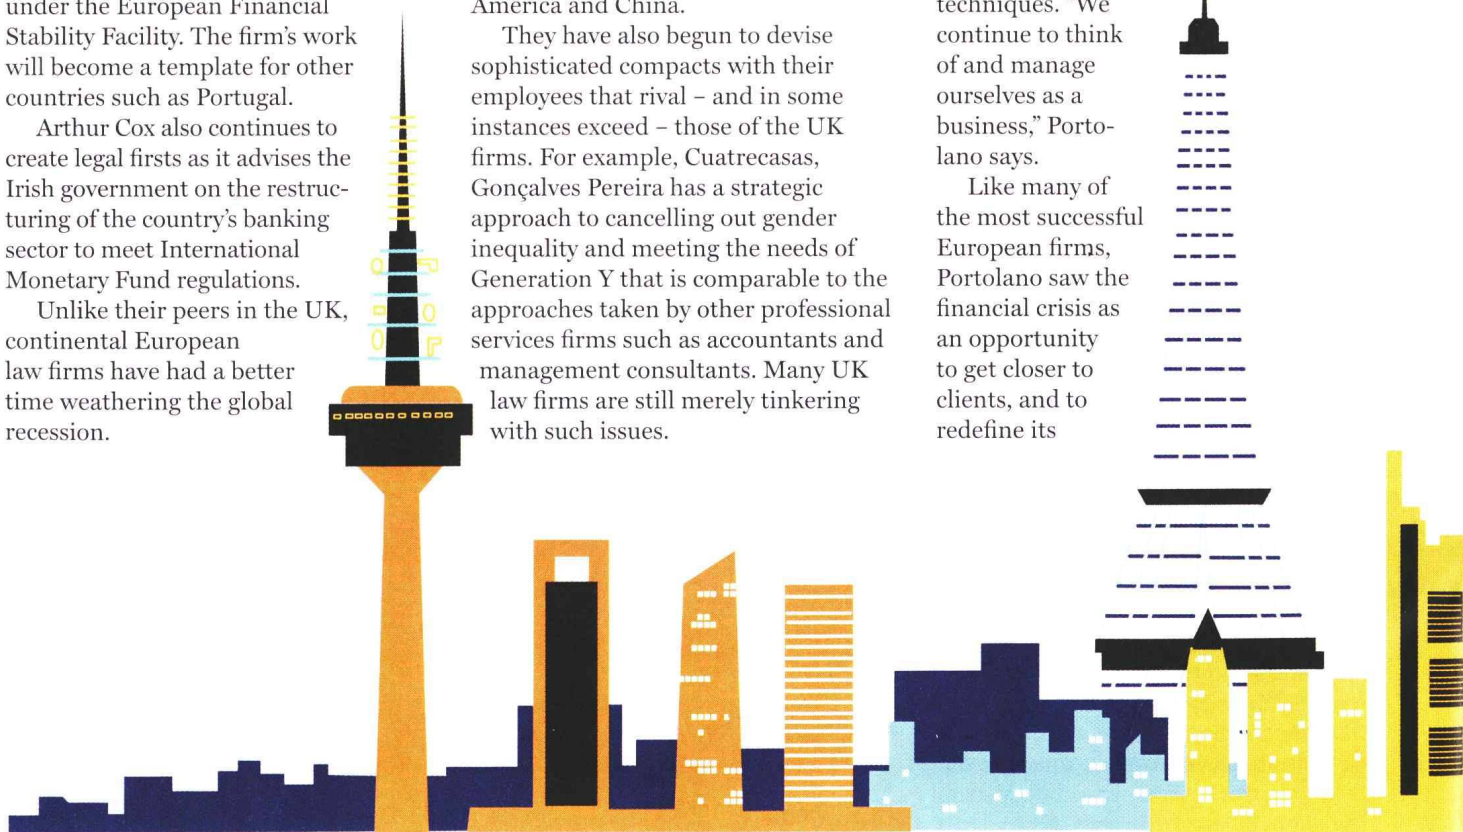 under the European Financial
Stability Facility. The firm's work
will become a template for other
countries such as Portugal.
Arthur Cox also continues to
create legal firsts as it advises the
Irish government on the restruc-
turing of the country's banking
sector to meet International
Monetary Fund regulations.
Unlike their peers in the UK,
continental European
law firms have had a better
time weathering the global
recession.
America and China.
They have also begun to devise
sophisticated compacts with their
employees that rival – and in some
instances exceed – those of the UK
firms. For example, Cuatrecasas,
Gonçalves Pereira has a strategic
approach to cancelling out gender
inequality and meeting the needs of
Generation Y that is comparable to the
approaches taken by other professional
services firms such as accountants and
management consultants. Many UK
law firms are still merely tinkering
with such issues.
techniques. "We
continue to think
of and manage
ourselves as a
business," Porto-
lano says.
Like many of
the most successful
European firms,
Portolano saw the
financial crisis as
an opportunity
to get closer to
clients, and to
redefine its